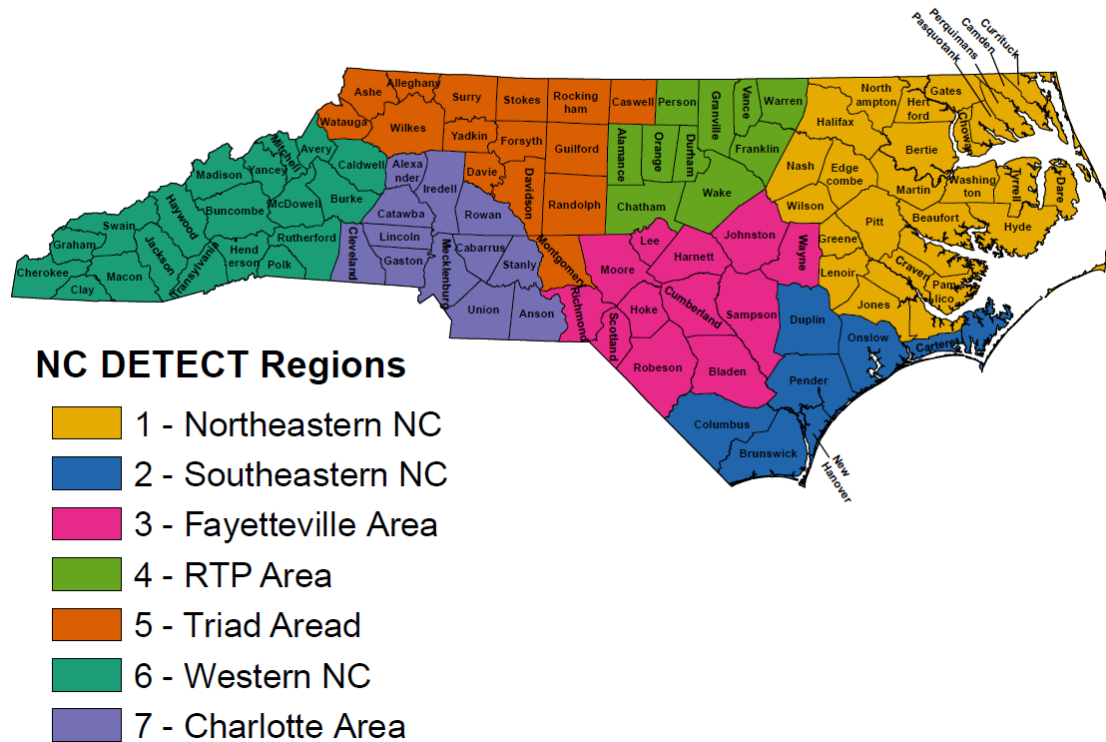 Currituck
Camden
Perquimans
Pasquotank
Ashe
Alleghany
Surry
Stokes
Rocking
ham
Caswell
Person
Granville
Vance
Warren
North
ampton
Gates
Hert
ford
Halifax
Chowan
Bertie
Watauga
Wilkes
Yadkin
Forsyth
Guilford
Alamance
Orange
Durham
Franklin
Nash
Edge
combe
Martin
Washing
ton
Tyrrell
Dare
Mitchell
Avery
Caldwell
Alexa
nder
Iredell
Davie
Davidson
Randolph
Chatham
Wake
Wilson
Pitt
Beaufort
Hyde
Madison
Yancey
McDowell
Burke
Catawba
Rowan
Haywood
Buncombe
Swain
Graham
Jackson
Transylvania
Hend
erson
Rutherford
Polk
Cleveland
Lincoln
Gaston
Mecklenburg
Cabarrus
Stanly
Montgomery
Moore
Lee
Harnett
Johnston
Wayne
Greene
Lenoir
Craven
Pam
lico
Jones
Cherokee
Clay
Macon
Union
Anson
Richmond
Scotland
Hoke
Cumberland
Sampson
Duplin
Onslow
Carteret
Robeson
Bladen
Pender
Columbus
Brunswick
New
Hanover
NC DETECT Regions
1 - Northeastern NC
2 - Southeastern NC
3 - Fayetteville Area
4 - RTP Area
5 - Triad Aread
6 - Western NC
7 - Charlotte Area